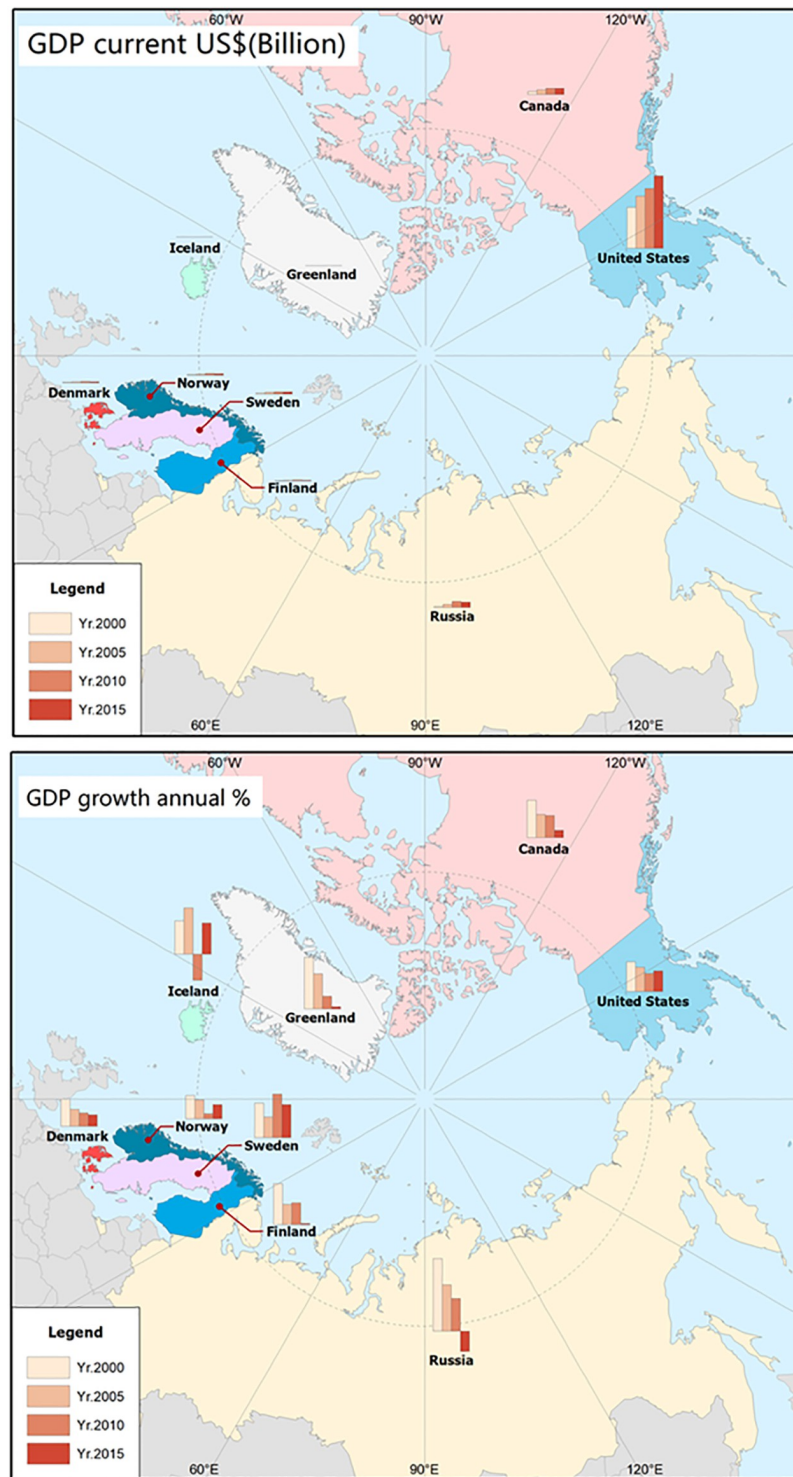 60°W
120°W
GDP current US$(Billion)
Canada
Iceland
Greenland
United States
Denmark
Norway
Sweden
Finland
Russia
Legend
Yr.2000
Yr.2005
Yr.2010
Yr.2015
60°E
90°E
120°E
60°W
90°W
120°W
GDP growth annual %
Canada
Iceland
Greenland
United States
Denmark
Norway
Sweden
Finland
Russia
Legend
Yr.2000
Yr.2005
Yr.2010
Yr.2015
60°E
90°E
120°E